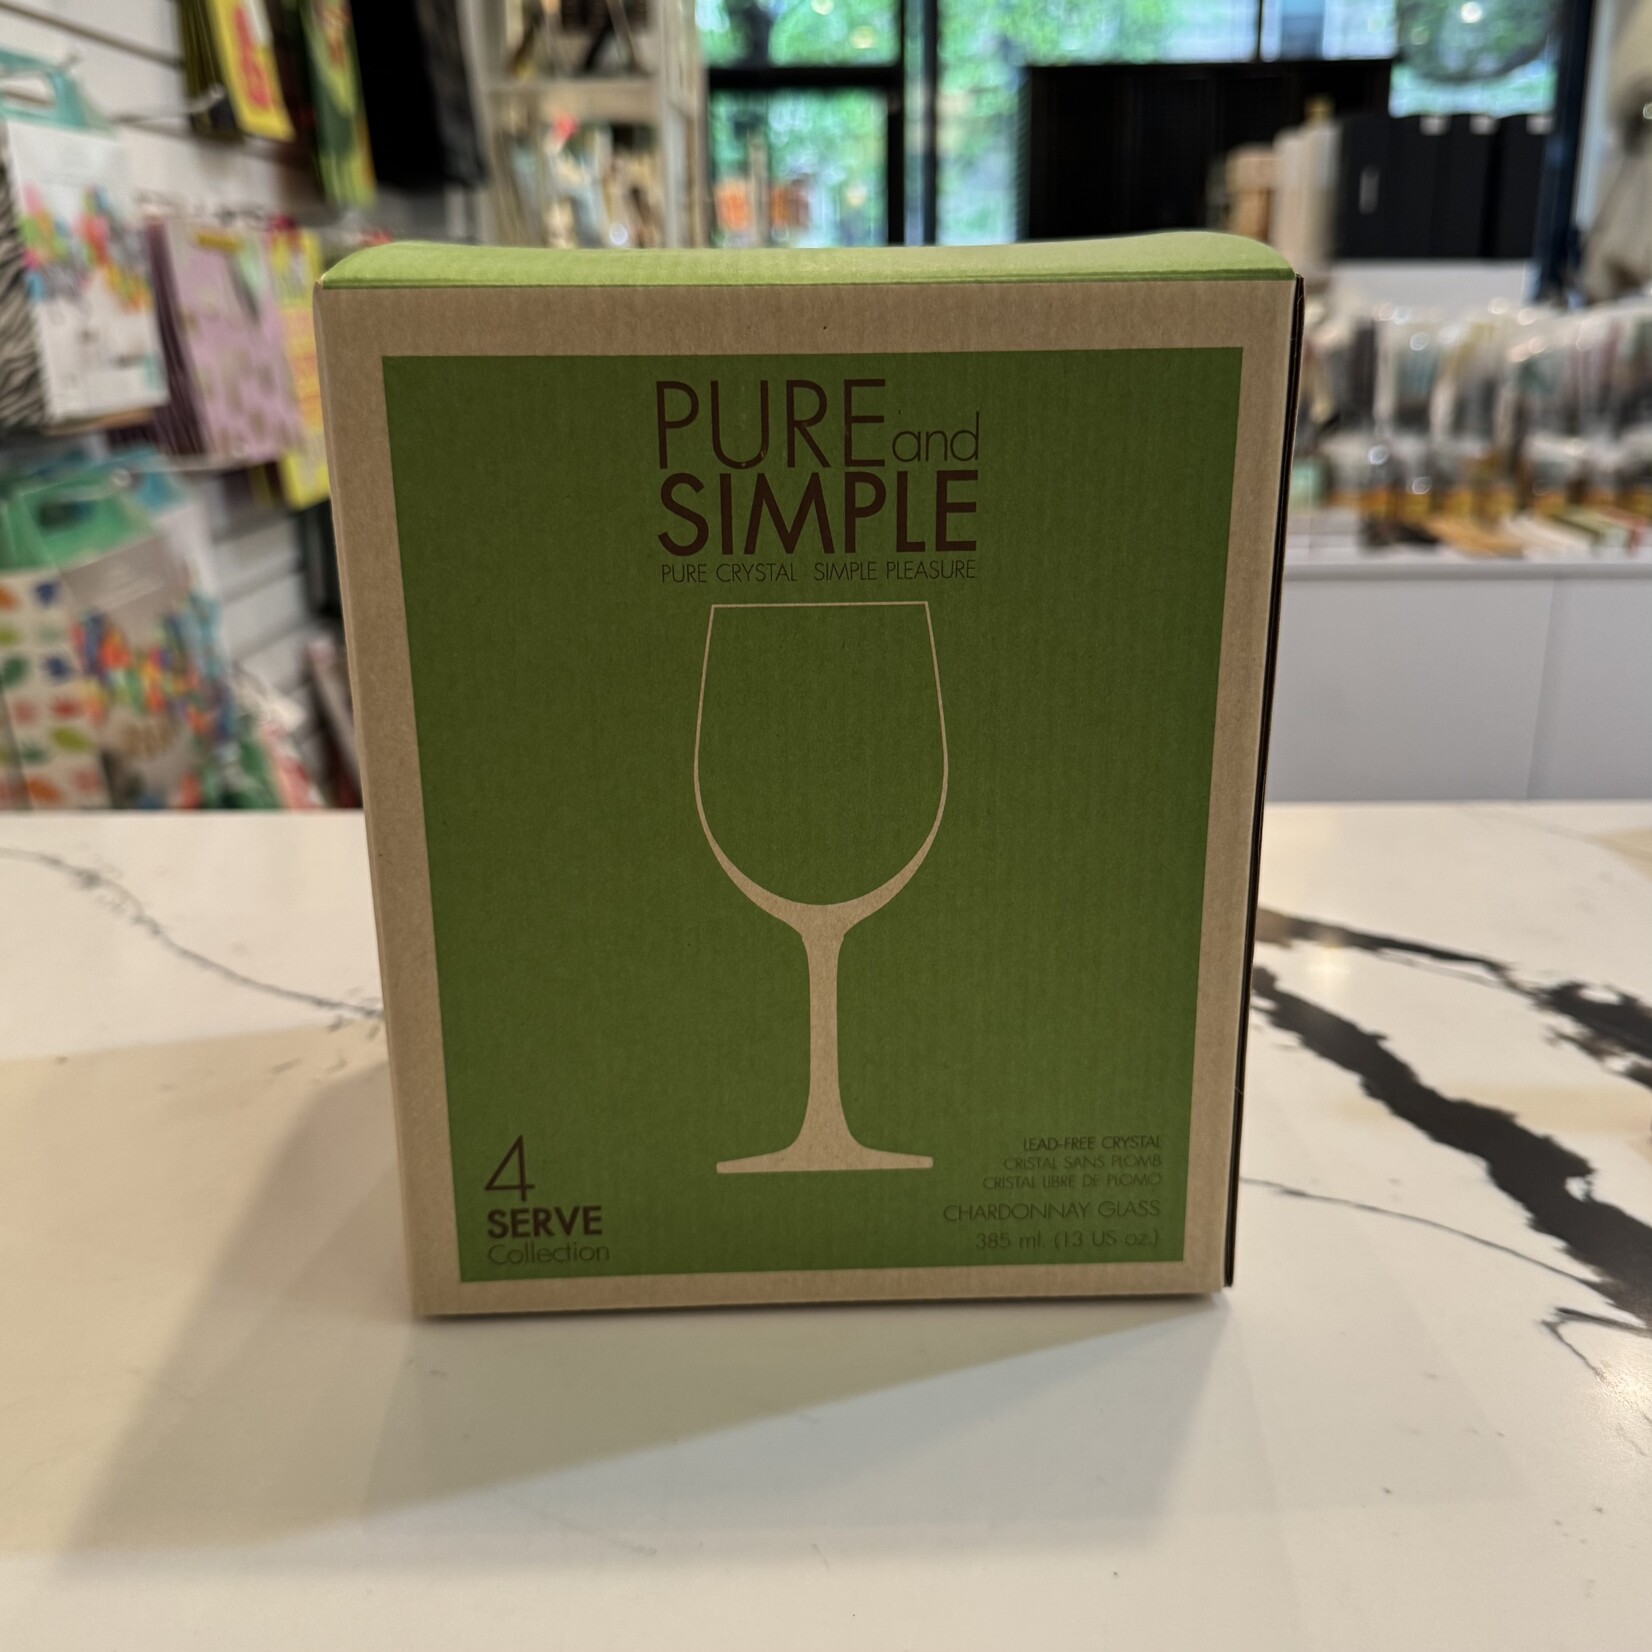 PURE and
SIMPLE
PURE CRYSTAL SIMPLE PLEASURE
4
SERVE
Collection
LEAD-FREE CRYSTAL
CRISTAL SANS PLOMB
CRISTAL LIBRE DE PLOMO
CHARDONNAY GLASS
385 ml. (13 US oz.)